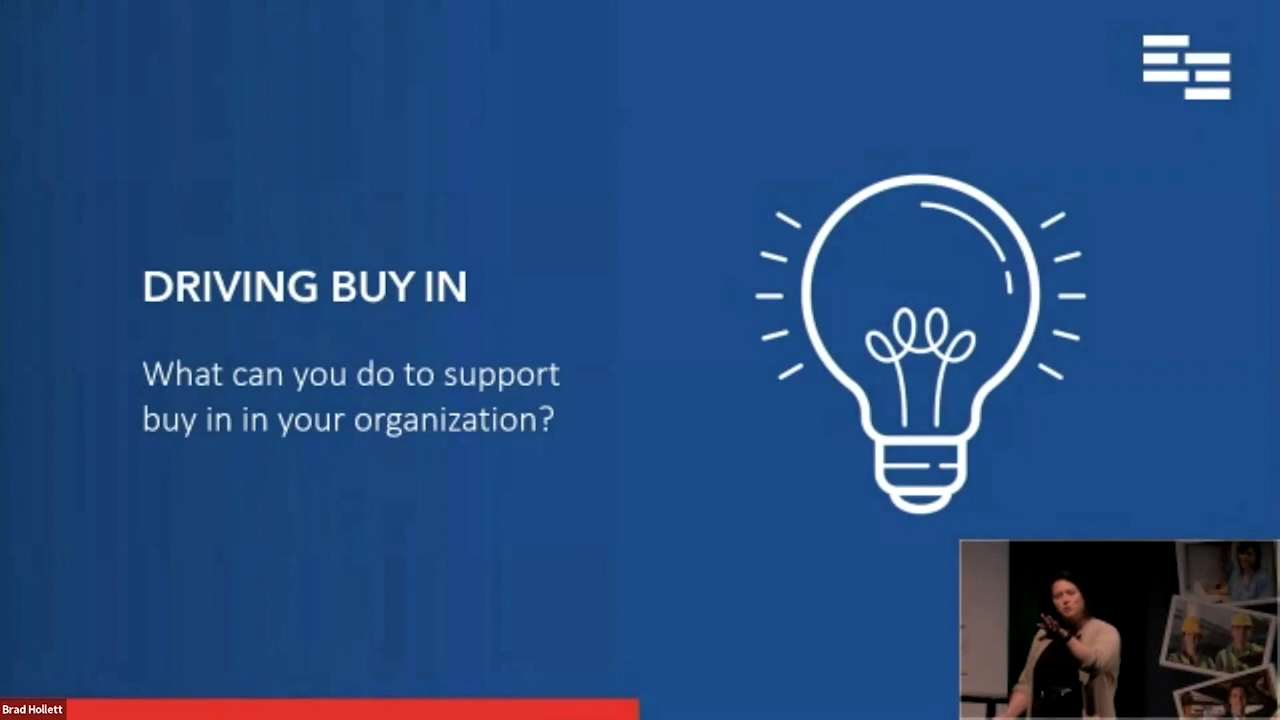 DRIVING BUY IN
What can you do to support
buy in in your organization?
Brad Hollett